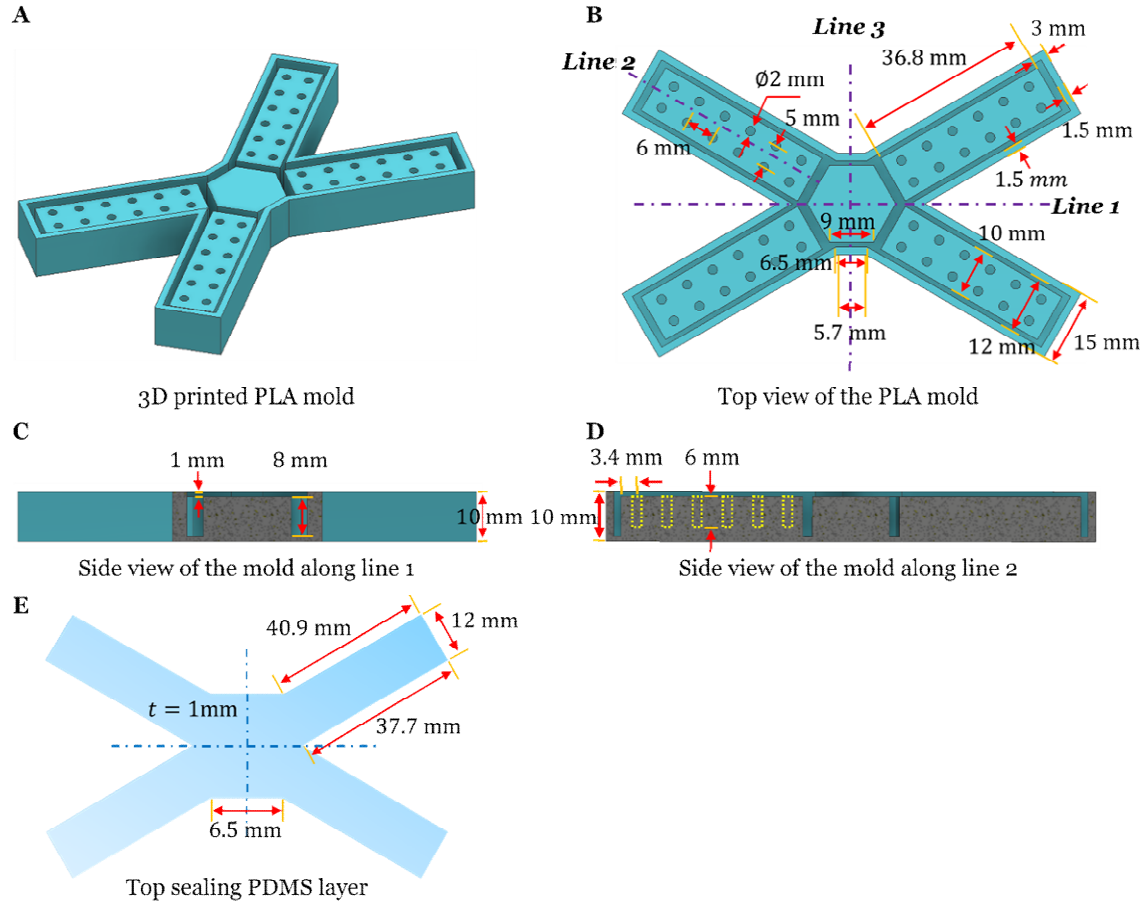 A
B
Line 3
3 mm
36.8 mm
Line 2
Ø2 mm
5 mm
6 mm
1.5 mm
1.5 mm
Line 1
9 mm
10 mm
6.5 mm
5.7 mm
12 mm
15 mm
3D printed PLA mold
Top view of the PLA mold
C
D
1 mm
8 mm
3.4 mm
6 mm
10 mm
10 mm
Side view of the mold along line 1
Side view of the mold along line 2
E
40.9 mm
12 mm
t = 1mm
37.7 mm
6.5 mm
Top sealing PDMS layer